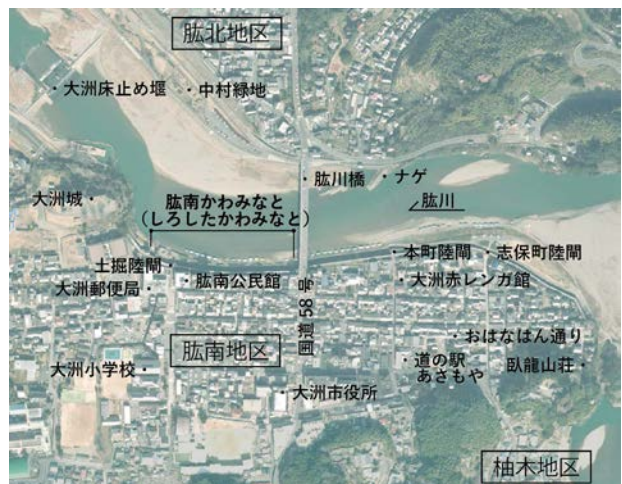 肱北地区
・大洲床止め堰
・中村緑地
・肱川橋
・ナゲ
大洲城・
肱南かわみなと
（しろしたかわみなと）
肱川
土掘陸閘・
・本町陸閘
・志保町陸閘
大洲郵便局・
・肱南公民館
・大洲赤レンガ館
国道 58 号
・おはなはん通り
肱南地区
・道の駅
あさもや
臥龍山荘・
大洲小学校・
・大洲市役所
柚木地区